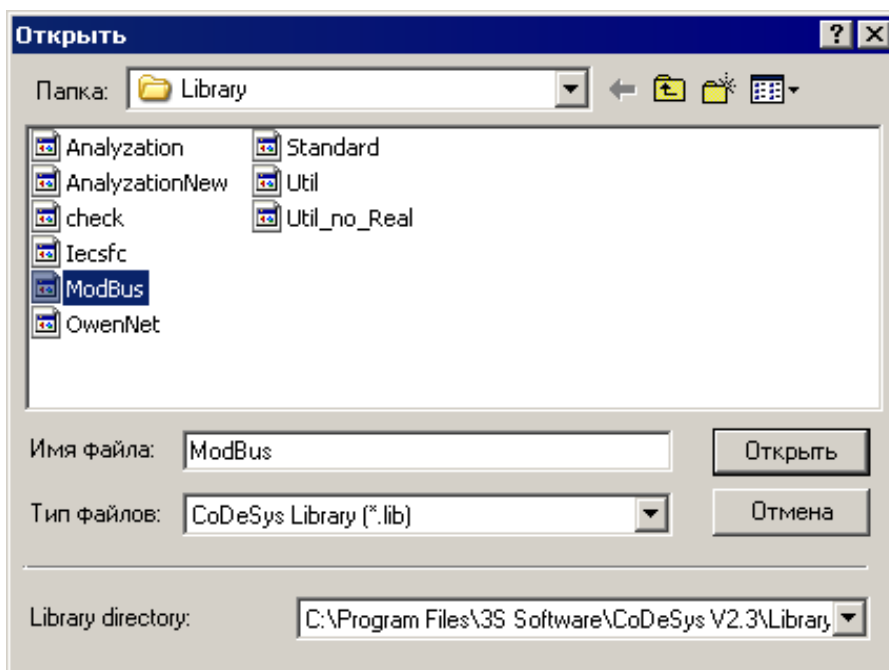 Открыть
Папка: Library
Analyzation Standard
AnalyzationNew Util
check Util_no_Real
Iecsfc
ModBus
OwenNet
Имя файла: ModBus Открыть
Тип файлов: CoDeSys Library (*.lib) Отмена
Library directory: C:\Program Files\3S Software\CoDeSys V2.3\Library